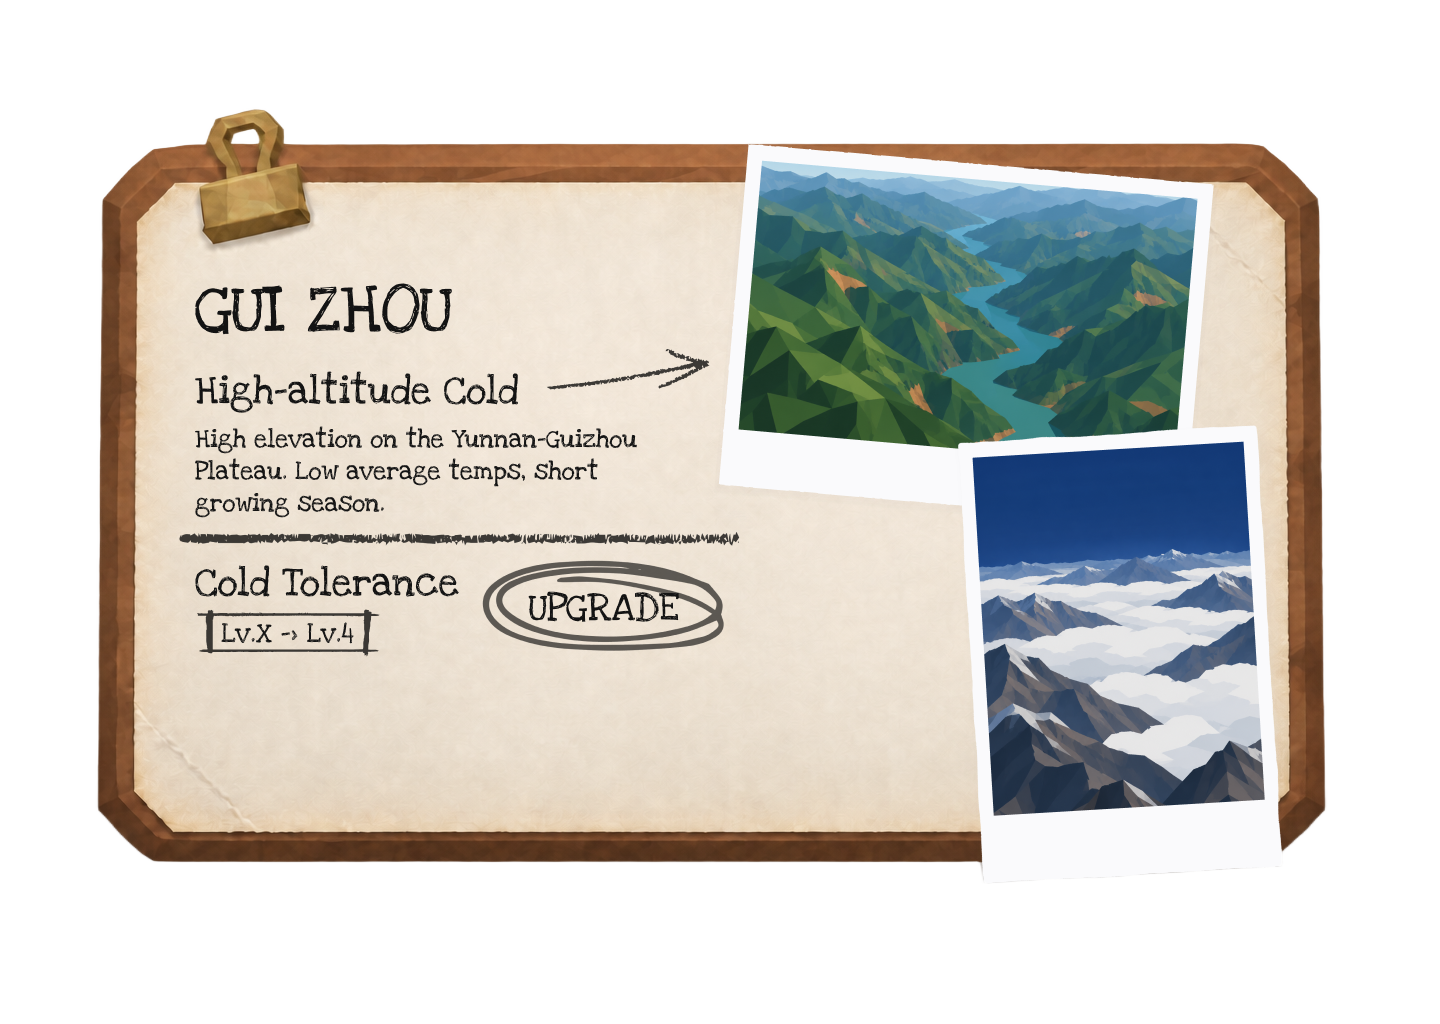 GUI ZHOU
High-altitude Cold
High elevation on the Yunnan-Guizhou
Plateau. Low average temps, short
growing season.
Cold Tolerance
UPGRADE
Lv.X -> Lv.4